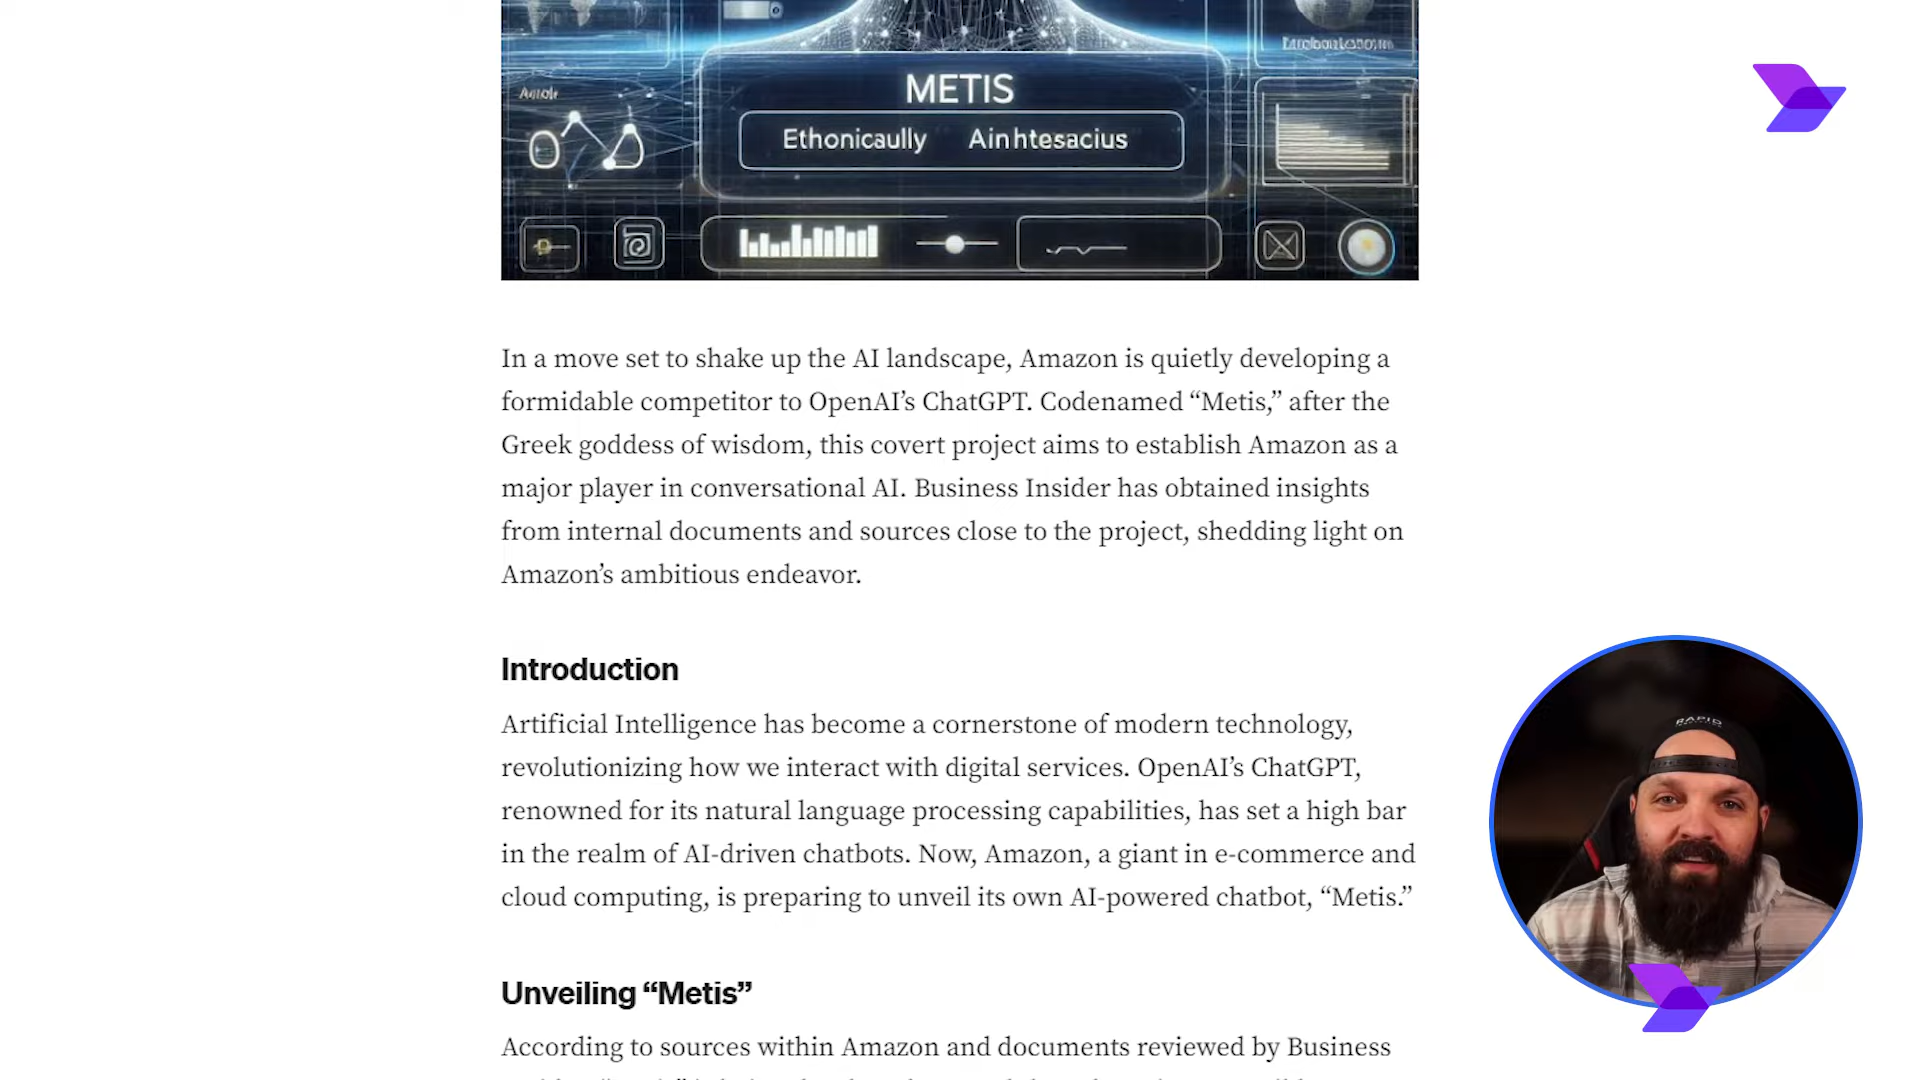 METIS
Ethonicaully Ainhtesacius
In a move set to shake up the AI landscape, Amazon is quietly developing a
formidable competitor to OpenAI’s ChatGPT. Codenamed “Metis,” after the
Greek goddess of wisdom, this covert project aims to establish Amazon as a
major player in conversational AI. Business Insider has obtained insights
from internal documents and sources close to the project, shedding light on
Amazon’s ambitious endeavor.
Introduction
Artificial Intelligence has become a cornerstone of modern technology,
revolutionizing how we interact with digital services. OpenAI’s ChatGPT,
renowned for its natural language processing capabilities, has set a high bar
in the realm of AI-driven chatbots. Now, Amazon, a giant in e-commerce and
cloud computing, is preparing to unveil its own AI-powered chatbot, “Metis.”
RAPID
Unveiling “Metis”
According to sources within Amazon and documents reviewed by Business